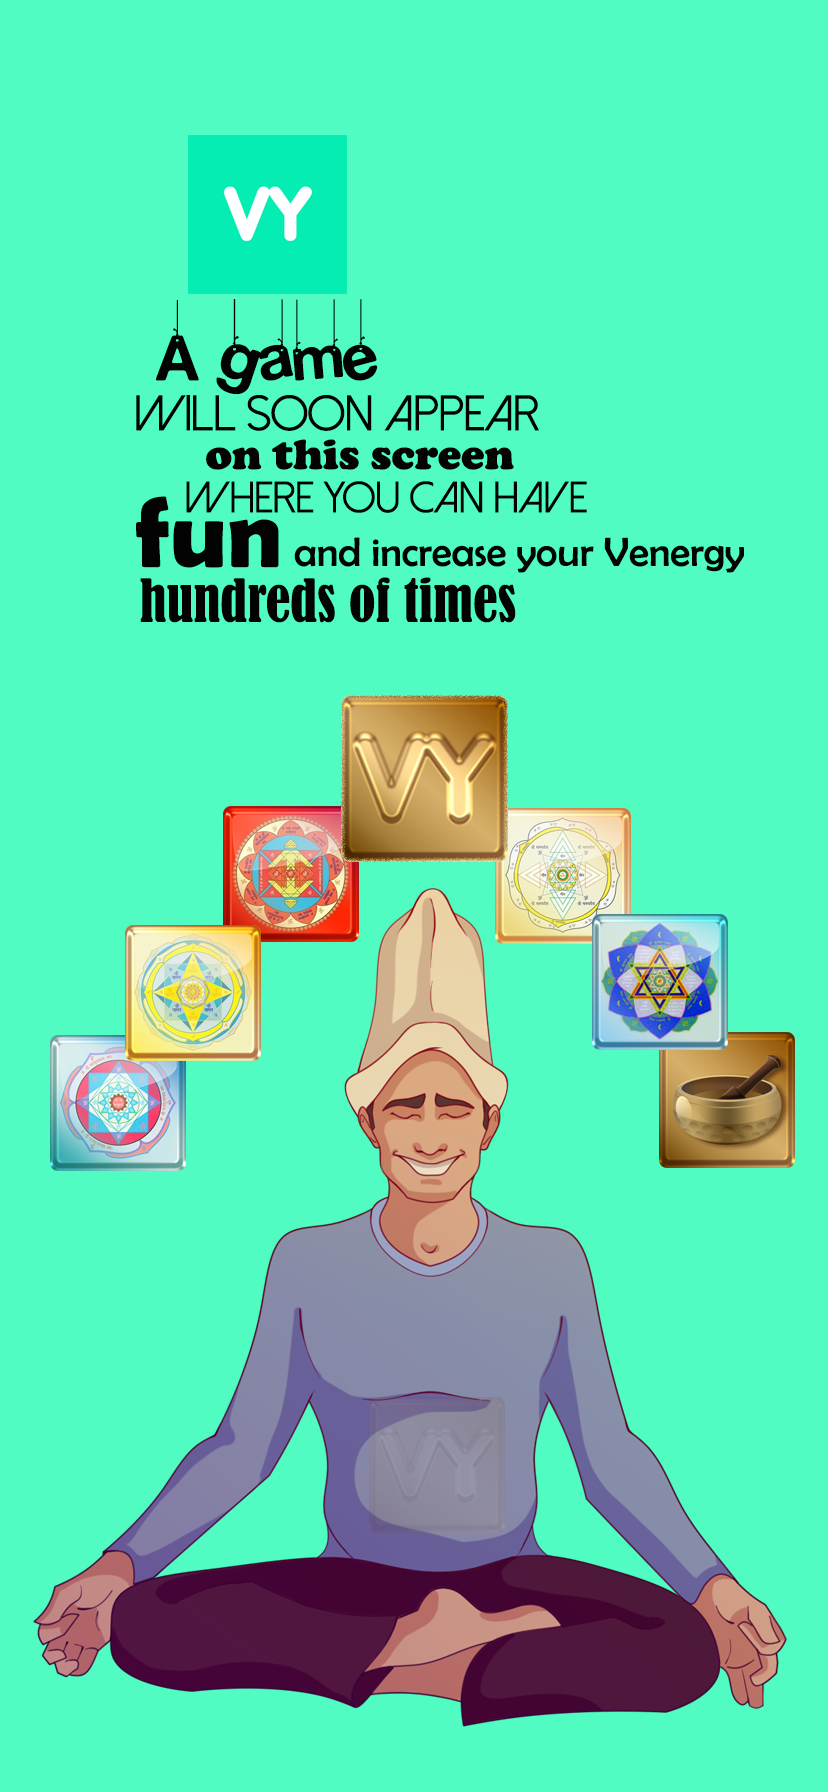 VY
A game
WILL SOON APPEAR
on this screen
WHERE YOU CAN HAVE
fun and increase your Venergy
hundreds of times
VY
VY